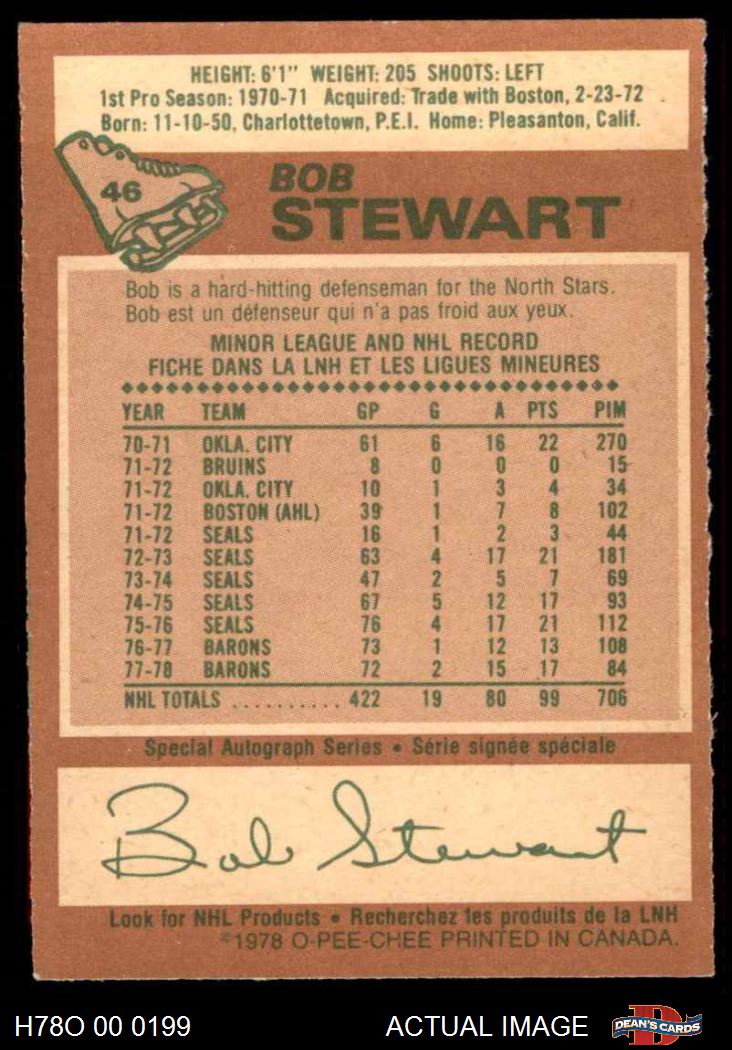 HEIGHT: 6'1" WEIGHT: 205 SHOOTS: LEFT
1st Pro Season: 1970-71 Acquired: Trade with Boston, 2-23-72
Born: 11-10-50, Charlottetown, P.E.I. Home: Pleasanton, Calif.
46
BOB
STEWART
Bob is a hard-hitting defenseman for the North Stars.
Bob est un défenseur qui n'a pas froid aux yeux.
MINOR LEAGUE AND NHL RECORD
FICHE DANS LA LNH ET LES LIGUES MINEURES
YEAR TEAM GP G A PTS PIM
70-71 OKLA. CITY 61 6 16 22 270
71-72 BRUINS 8 0 0 0 15
71-72 OKLA. CITY 10 1 3 4 34
71-72 BOSTON (AHL) 39 1 7 8 102
71-72 SEALS 16 1 2 3 44
72-73 SEALS 63 4 17 21 181
73-74 SEALS 47 2 5 7 69
74-75 SEALS 67 5 12 17 93
75-76 SEALS 76 4 17 21 112
76-77 BARONS 73 1 12 13 108
77-78 BARONS 72 2 15 17 84
NHL TOTALS .......... 422 19 80 99 706
Special Autograph Series • Série signée spéciale
Bob Stewart
Look for NHL Products • Recherchez les produits de la LNH
©1978 O-PEE-CHEE PRINTED IN CANADA.
H78O 00 0199 ACTUAL IMAGE D DEAN'S CARDS